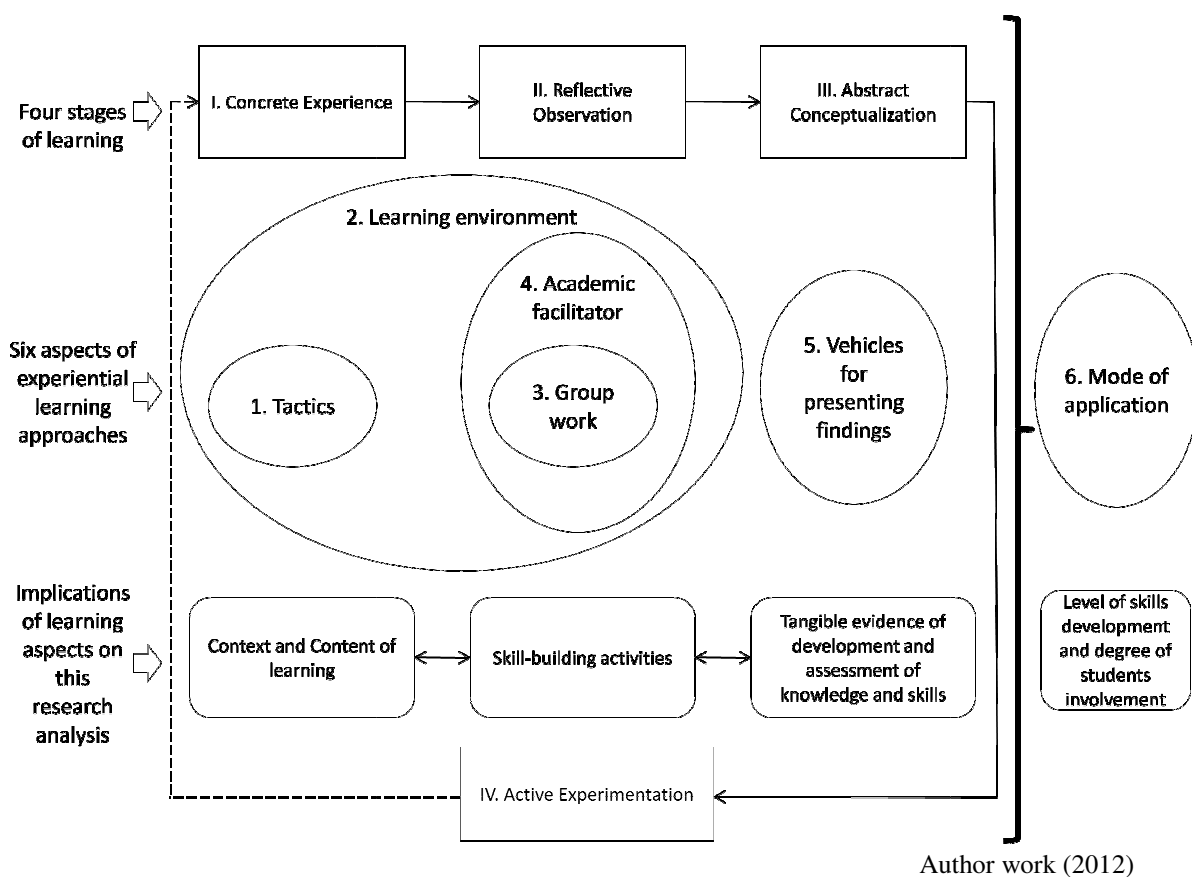 Four stages
of learning
I. Concrete Experience
II. Reflective
Observation
III. Abstract
Conceptualization
Six aspects of
experiential
learning
approaches
2. Learning environment
1. Tactics
4. Academic
facilitator
3. Group
work
5. Vehicles
for
presenting
findings
6. Mode of
application
Implications
of learning
aspects on
this
research
analysis
Context and Content of
learning
Skill-building activities
Tangible evidence of
development and
assessment of
knowledge and skills
Level of skills
development
and degree of
students
involvement
IV. Active Experimentation
Author work (2012)